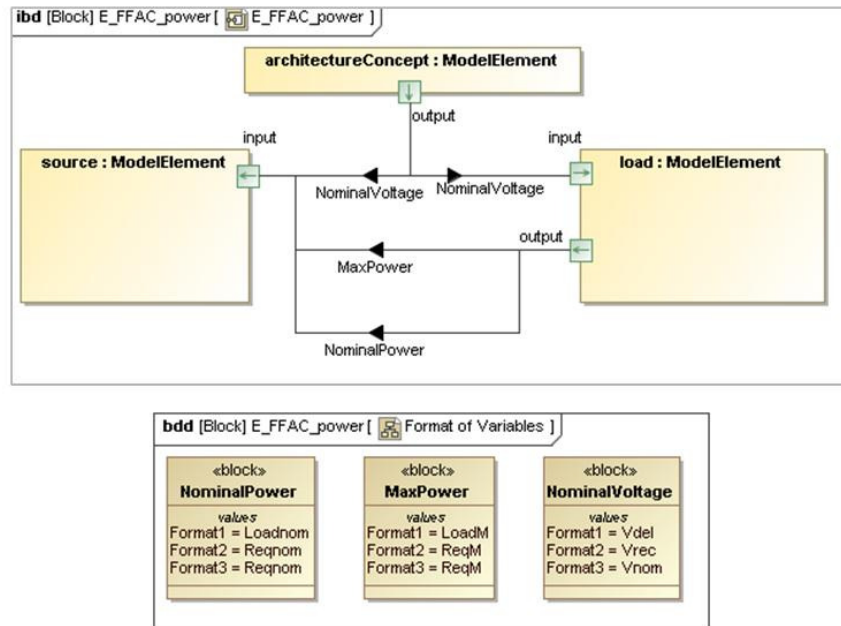 ibd [Block] E_FFAC_power [ E_FFAC_power ]
architectureConcept : ModelElement
output
input
input
source : ModelElement
load : ModelElement
NominalVoltage
NominalVoltage
output
MaxPower
NominalPower
bdd [Block] E_FFAC_power [ Format of Variables ]
«block»
NominalPower
values
Format1 = Loadnom
Format2 = Reqnom
Format3 = Reqnom
«block»
MaxPower
values
Format1 = LoadM
Format2 = ReqM
Format3 = ReqM
«block»
NominalVoltage
values
Format1 = Vdel
Format2 = Vrec
Format3 = Vnom